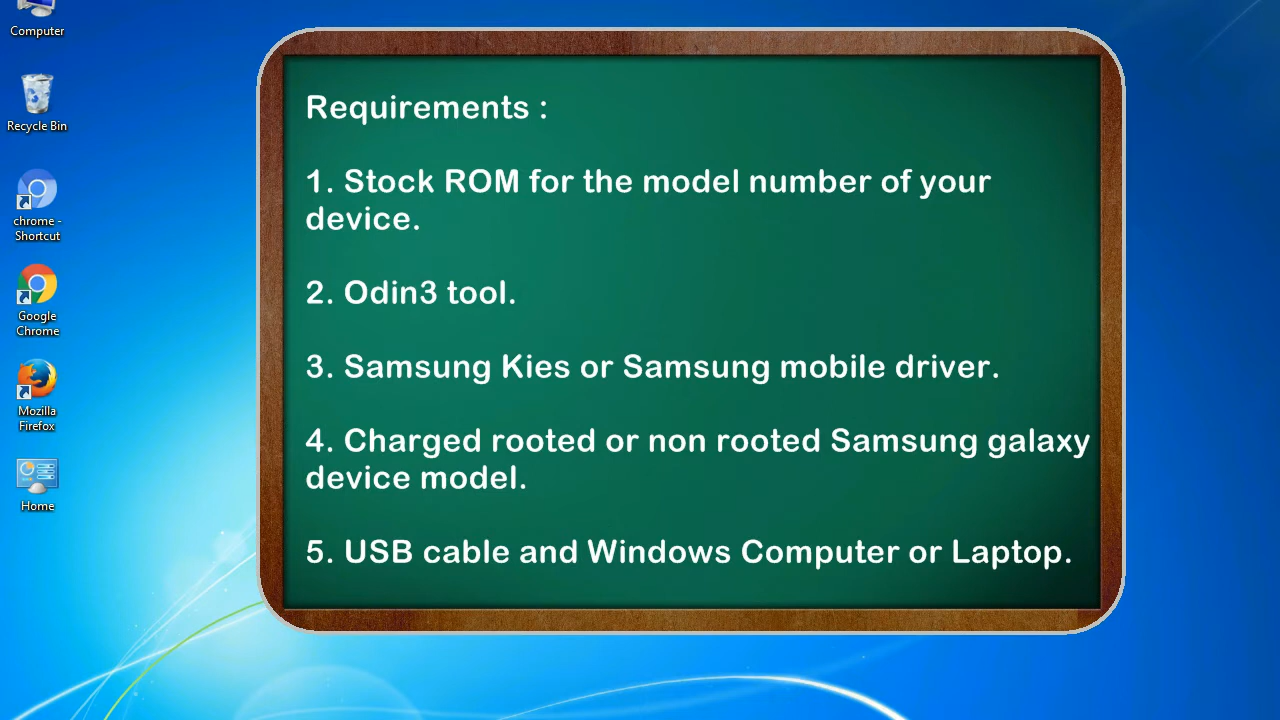 Computer
Recycle Bin
chrome -
Shortcut
Google
Chrome
Mozilla
Firefox
Home
Requirements :
1. Stock ROM for the model number of your
device.
2. Odin3 tool.
3. Samsung Kies or Samsung mobile driver.
4. Charged rooted or non rooted Samsung galaxy
device model.
5. USB cable and Windows Computer or Laptop.